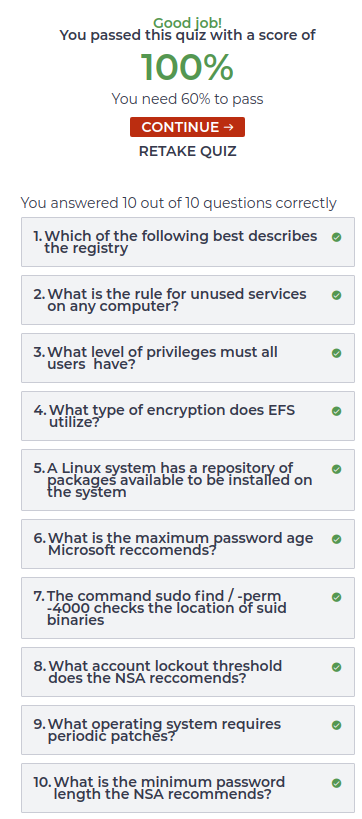 Good job!
You passed this quiz with a score of
100%
You need 60% to pass
CONTINUE →
RETAKE QUIZ
You answered 10 out of 10 questions correctly
1. Which of the following best describes
the registry
2. What is the rule for unused services
on any computer?
3. What level of privileges must all
users have?
4. What type of encryption does EFS
utilize?
5. A Linux system has a repository of
packages available to be installed on
the system
6. What is the maximum password age
Microsoft reccomends?
7. The command sudo find / -perm
-4000 checks the location of suid
binaries
8. What account lockout threshold
does the NSA reccomends?
9. What operating system requires
periodic patches?
10. What is the minimum password
length the NSA recommends?